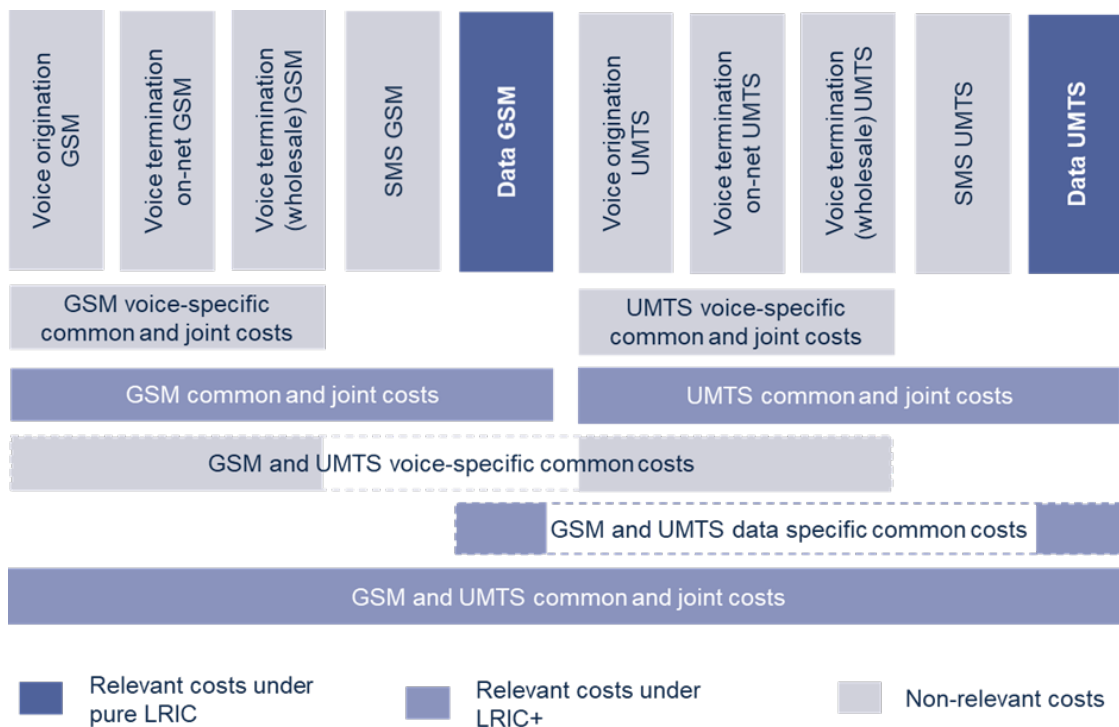 Voice origination
GSM
Voice termination
on-net GSM
Voice termination
(wholesale) GSM
SMS GSM
Data GSM
Voice origination
UMTS
Voice termination
on-net UMTS
Voice termination
(wholesale) UMTS
SMS UMTS
Data UMTS
GSM voice-specific
common and joint costs
UMTS voice-specific
common and joint costs
GSM common and joint costs
UMTS common and joint costs
GSM and UMTS voice-specific common costs
GSM and UMTS data specific common costs
GSM and UMTS common and joint costs
Relevant costs under
pure LRIC
Relevant costs under
LRIC+
Non-relevant costs